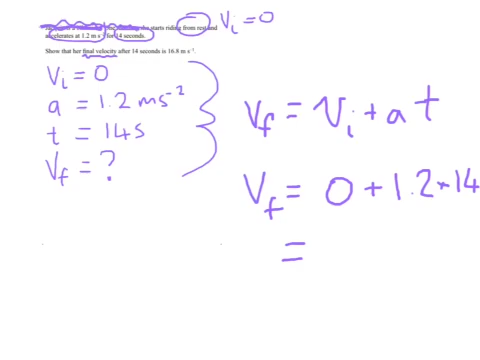 she starts riding from rest and Vi = 0
accelerates at 1.2 m s⁻² for 14 seconds.
Show that her final velocity after 14 seconds is 16.8 m s⁻¹.
Vi = 0
a = 1.2 ms⁻²
t = 14s
Vf = ?
Vf = Vi + at
Vf = 0 + 1.2 * 14
=